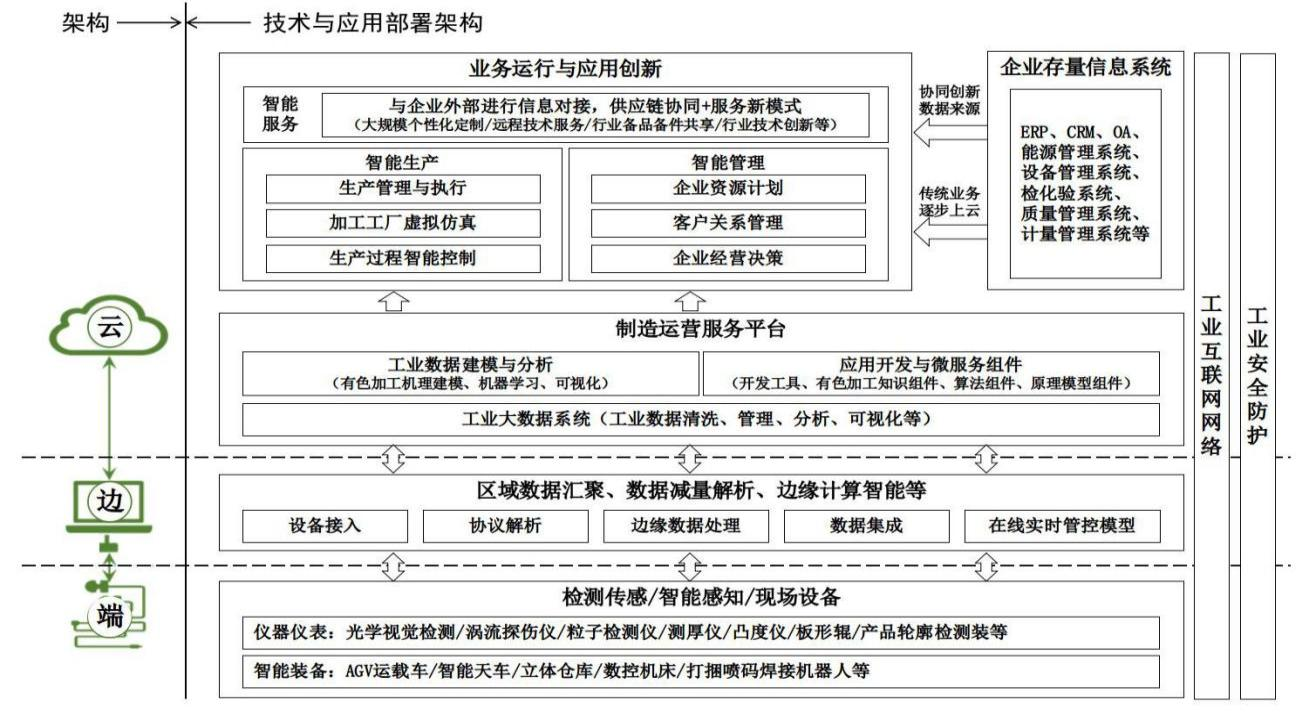 架构
技术与应用部署架构
业务运行与应用创新
智能
服务
与企业外部进行信息对接，供应链协同+服务新模式
（大规模个性化定制/远程技术服务/行业备品备件共享/行业技术创新等）
智能生产
生产管理与执行
加工工厂虚拟仿真
生产过程智能控制
智能管理
企业资源计划
客户关系管理
企业经营决策
协同创新
数据来源
传统业务
逐步上云
企业存量信息系统
ERP、CRM、OA、
能源管理系统、
设备管理系统、
检化验系统、
质量管理系统、
计量管理系统等
云
制造运营服务平台
工业数据建模与分析
（有色加工机理建模、机器学习、可视化）
应用开发与微服务组件
（开发工具、有色加工知识组件、算法组件、原理模型组件）
工业大数据系统（工业数据清洗、管理、分析、可视化等）
边
区域数据汇聚、数据减量解析、边缘计算智能等
设备接入
协议解析
边缘数据处理
数据集成
在线实时管控模型
端
检测传感/智能感知/现场设备
仪器仪表：光学视觉检测/涡流探伤仪/粒子检测仪/测厚仪/凸度仪/板形辊/产品轮廓检测装等
智能装备：AGV运载车/智能天车/立体仓库/数控机床/打捆喷码焊接机器人等
工业互联网网络
工业安全防护